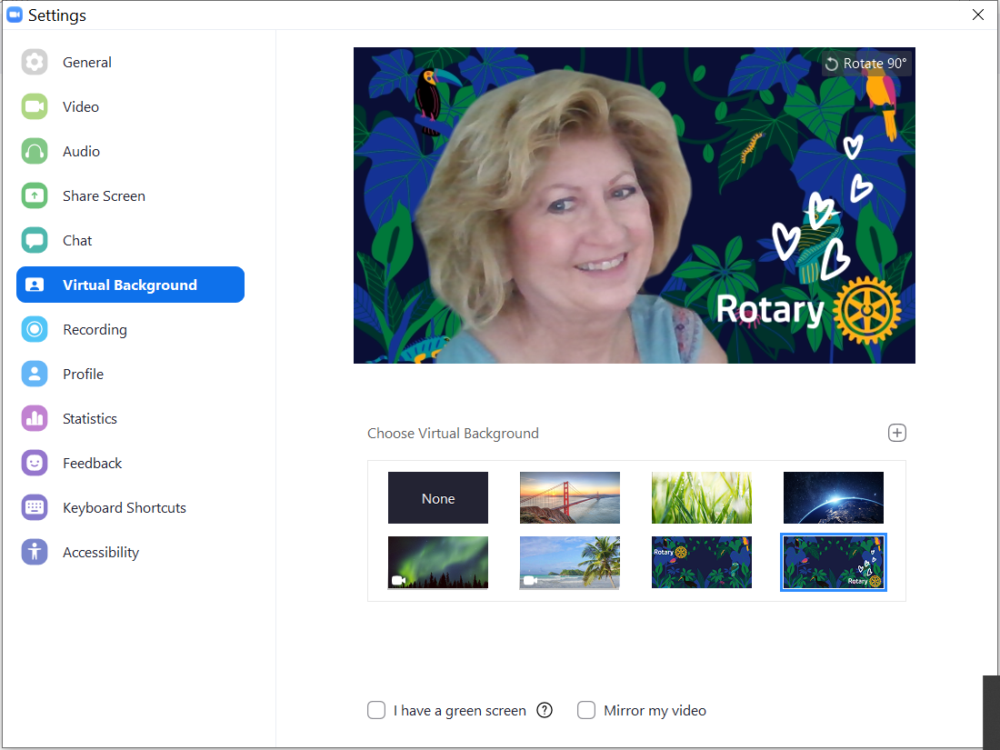 Settings
General
Video
Audio
Share Screen
Chat
Virtual Background
Recording
Profile
Statistics
Feedback
Keyboard Shortcuts
Accessibility
Rotate 90°
Rotary
Choose Virtual Background
None
Rotary
Rotary
I have a green screen
Mirror my video